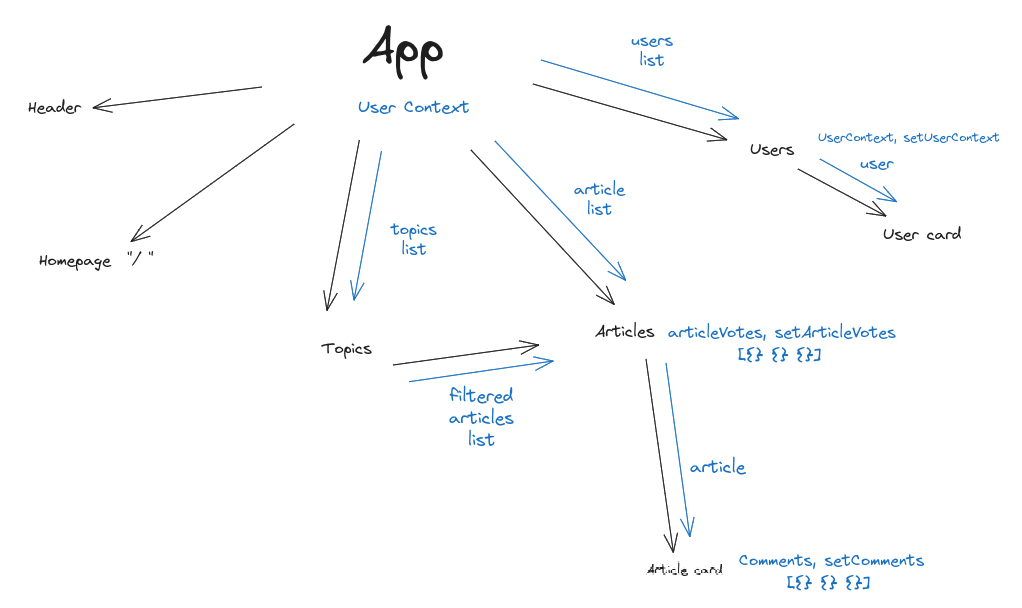 App
User Context
users
list
Header
Users
UserContext, setUserContext
user
User card
article
list
topics
list
Homepage "/ "
Topics
Articles
articleVotes, setArticleVotes
[{} {} {}]
filtered
articles
list
article
Article card
Comments, setComments
[{} {} {}]